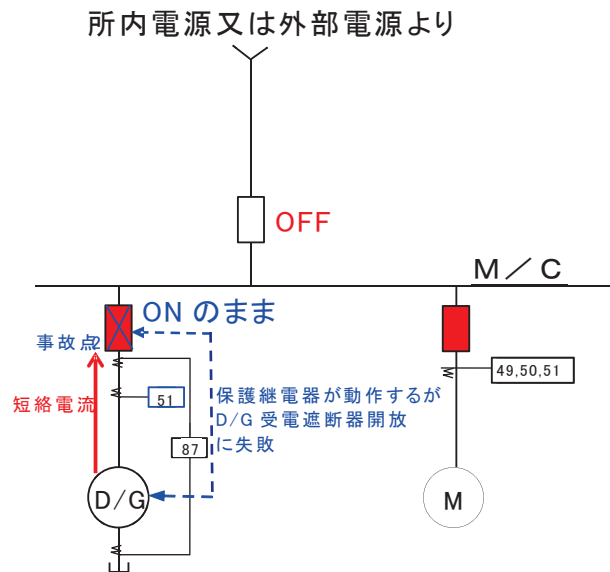 所内電源又は外部電源より
OFF
M/C
ON のまま
事故点2
短絡電流
51
87
保護継電器が動作するが
D/G 受電遮断器開放
に失敗
49,50,51
D/G
M